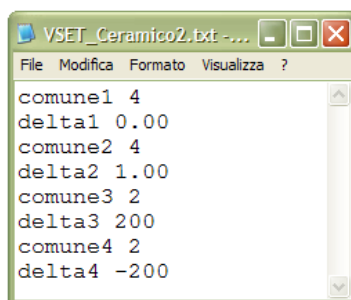 VSET_Ceramico2.txt -...
File Modifica Formato Visualizza ?
comune1 4
delta1 0.00
comune2 4
delta2 1.00
comune3 2
delta3 200
comune4 2
delta4 -200